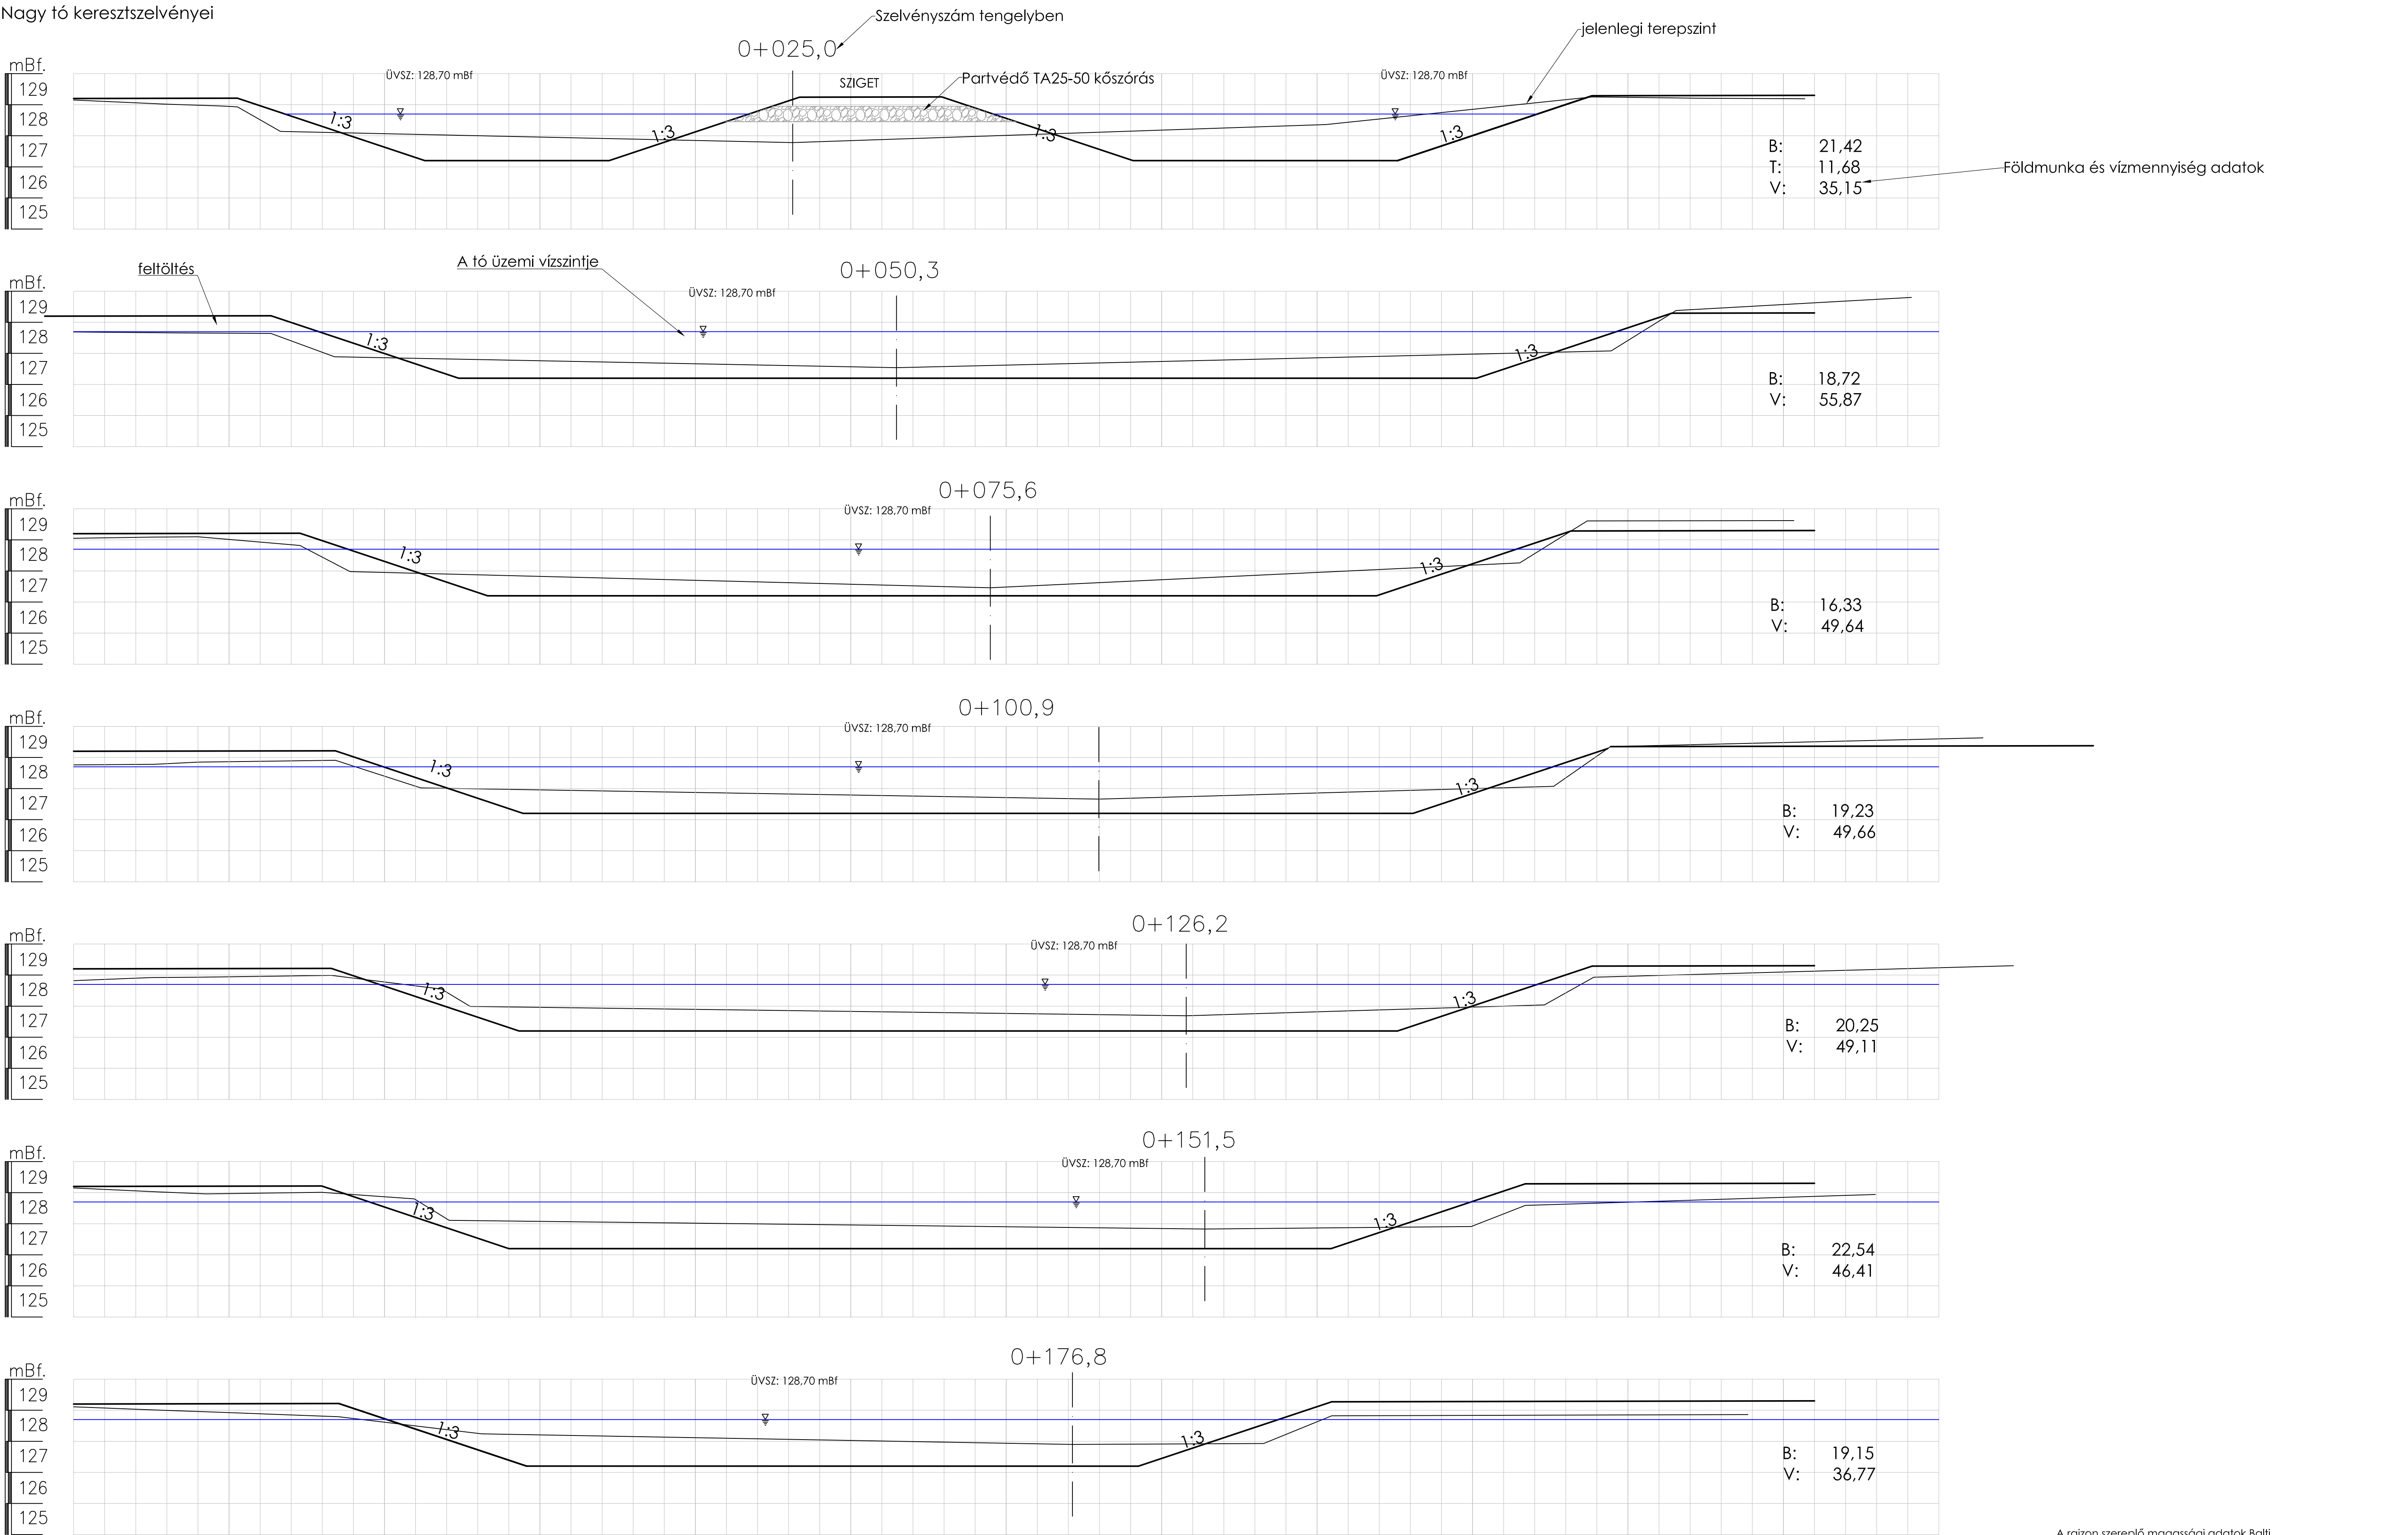 Nagy tó keresztszelvényei
Szelvényszám tengelyben
jelenlegi terepszint
0+025,0
mBf.
ÜVSZ: 128,70 mBf
SZIGET
Partvédő TA25-50 kőszórás
ÜVSZ: 128,70 mBf
129
128
127
126
125
1:3
1:3
1:3
1:3
B: 21,42
T: 11,68
V: 35,15
Földmunka és vízmennyiség adatok
feltöltés
A tó üzemi vízszintje
0+050,3
mBf.
ÜVSZ: 128,70 mBf
129
128
127
126
125
1:3
1:3
B: 18,72
V: 55,87
0+075,6
mBf.
ÜVSZ: 128,70 mBf
129
128
127
126
125
1:3
1:3
B: 16,33
V: 49,64
0+100,9
mBf.
ÜVSZ: 128,70 mBf
129
128
127
126
125
1:3
1:3
B: 19,23
V: 49,66
0+126,2
mBf.
ÜVSZ: 128,70 mBf
129
128
127
126
125
1:3
1:3
B: 20,25
V: 49,11
0+151,5
mBf.
ÜVSZ: 128,70 mBf
129
128
127
126
125
1:3
1:3
B: 22,54
V: 46,41
0+176,8
mBf.
ÜVSZ: 128,70 mBf
129
128
127
126
125
1:3
1:3
B: 19,15
V: 36,77
A rajzon szereplő magassági adatok Balti